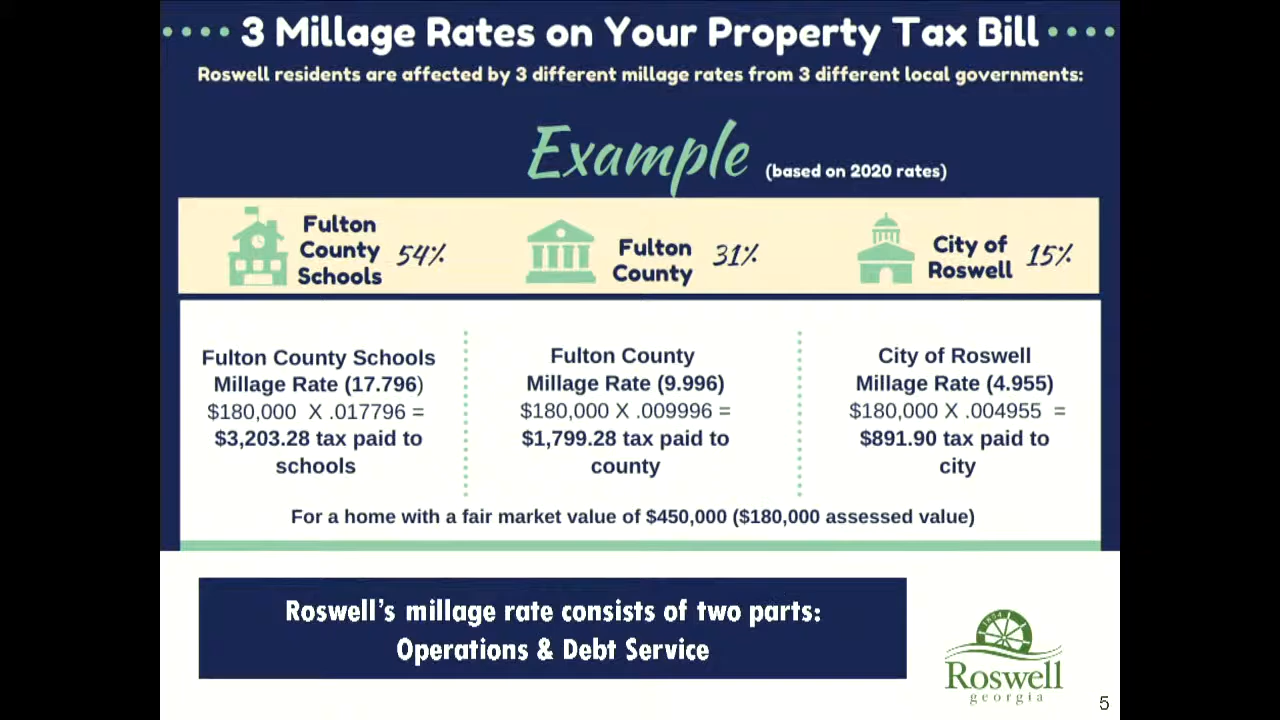 3 Millage Rates on Your Property Tax Bill
Roswell residents are affected by 3 different millage rates from 3 different local governments:
Example (based on 2020 rates)
Fulton
County
Schools
54%
Fulton
County
31%
City of
Roswell
15%
Fulton County Schools
Millage Rate (17.796)
$180,000 X .017796 =
$3,203.28 tax paid to
schools
Fulton County
Millage Rate (9.996)
$180,000 X .009996 =
$1,799.28 tax paid to
county
City of Roswell
Millage Rate (4.955)
$180,000 X .004955 =
$891.90 tax paid to
city
For a home with a fair market value of $450,000 ($180,000 assessed value)
Roswell's millage rate consists of two parts:
Operations & Debt Service
1854
Roswell
georgia
5